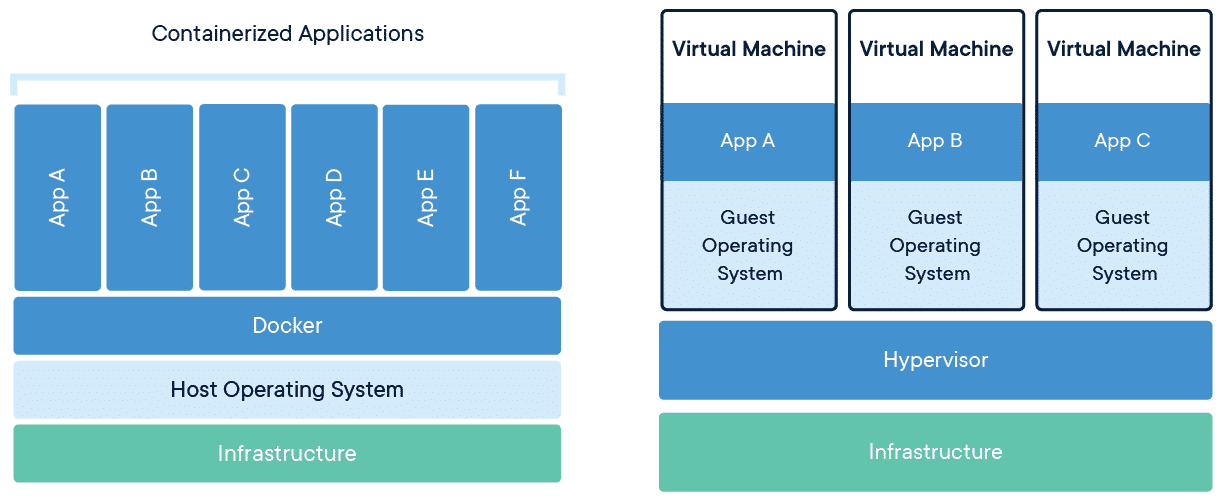 Containerized Applications
App A
App B
App C
App D
App E
App F
Docker
Host Operating System
Infrastructure
Virtual Machine
App A
Guest
Operating
System
Virtual Machine
App B
Guest
Operating
System
Virtual Machine
App C
Guest
Operating
System
Hypervisor
Infrastructure